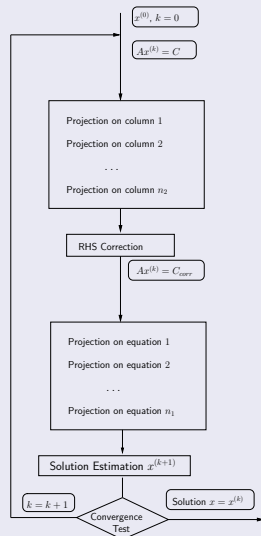 x^(0), k = 0
Ax^(k) = C
Projection on column 1
Projection on column 2
...
Projection on column n_2
RHS Correction
Ax^(k) = C_corr
Projection on equation 1
Projection on equation 2
...
Projection on equation n_1
Solution Estimation x^(k+1)
k = k + 1
Solution x = x^(k)
Convergence
Test